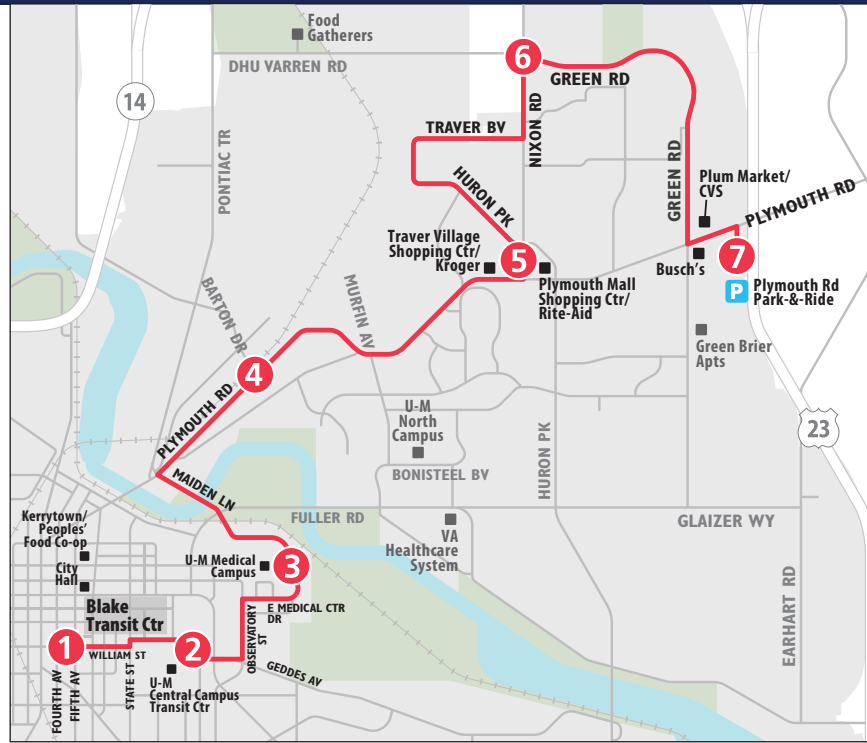 Food
Gatherers
DHU VARREN RD
6
GREEN RD
14
TRAVER BV
NIXON RD
PONTIAC TR
HURON PK
GREEN RD
Plum Market/
CVS
PLYMOUTH RD
Traver Village
Shopping Ctr/
Kroger
5
Plymouth Mall
Shopping Ctr/
Rite-Aid
Busch's
7
P
Plymouth Rd
Park-&-Ride
MURFIN AV
BARTON DR
4
Green Brier
Apts
PLYMOUTH RD
U-M
North
Campus
23
BONISTEEL BV
HURON PK
MAIDEN LN
FULLER RD
GLAIZER WY
Kerrytown/
Peoples'
Food Co-op
City
Hall
U-M Medical
Campus
3
VA
Healthcare
System
EARHART RD
Blake
Transit Ctr
E MEDICAL CTR
DR
OBSERVATORY
ST
1
WILLIAM ST
2
GEDDES AV
FOURTH AV
FIFTH AV
STATE ST
U-M
Central Campus
Transit Ctr